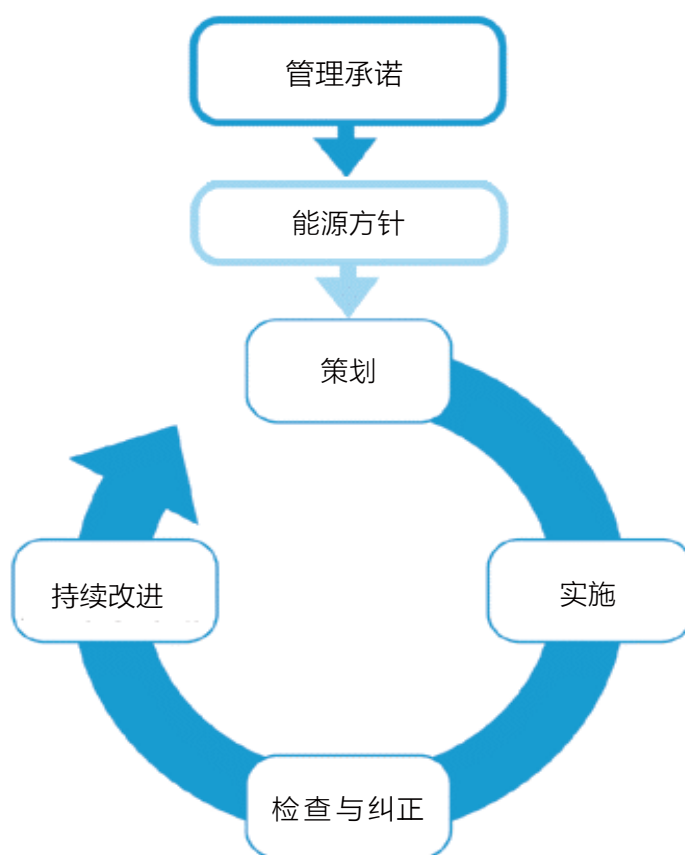 管理承诺
能源方针
策划
实施
持续改进
检查与纠正